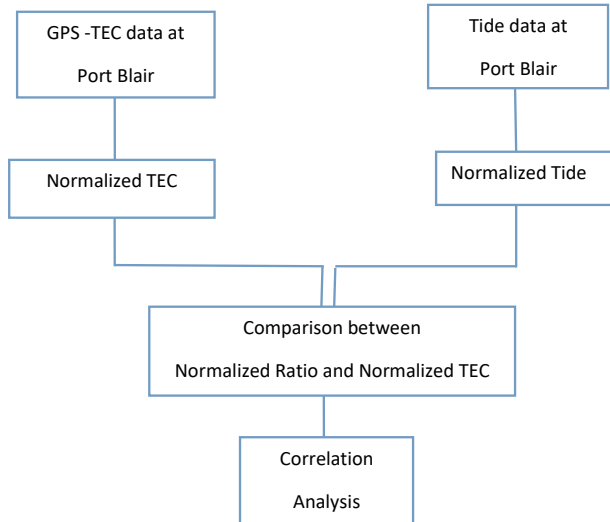 GPS -TEC data at
Port Blair
Tide data at
Port Blair
Normalized TEC
Normalized Tide
Comparison between
Normalized Ratio and Normalized TEC
Correlation
Analysis